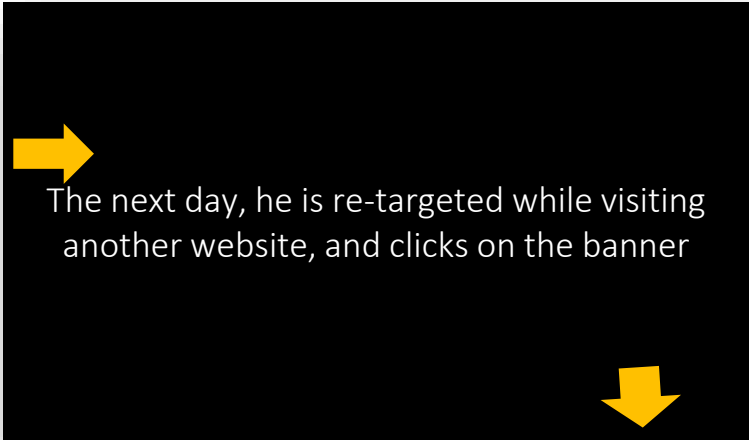 The next day, he is re-targeted while visiting
another website, and clicks on the banner